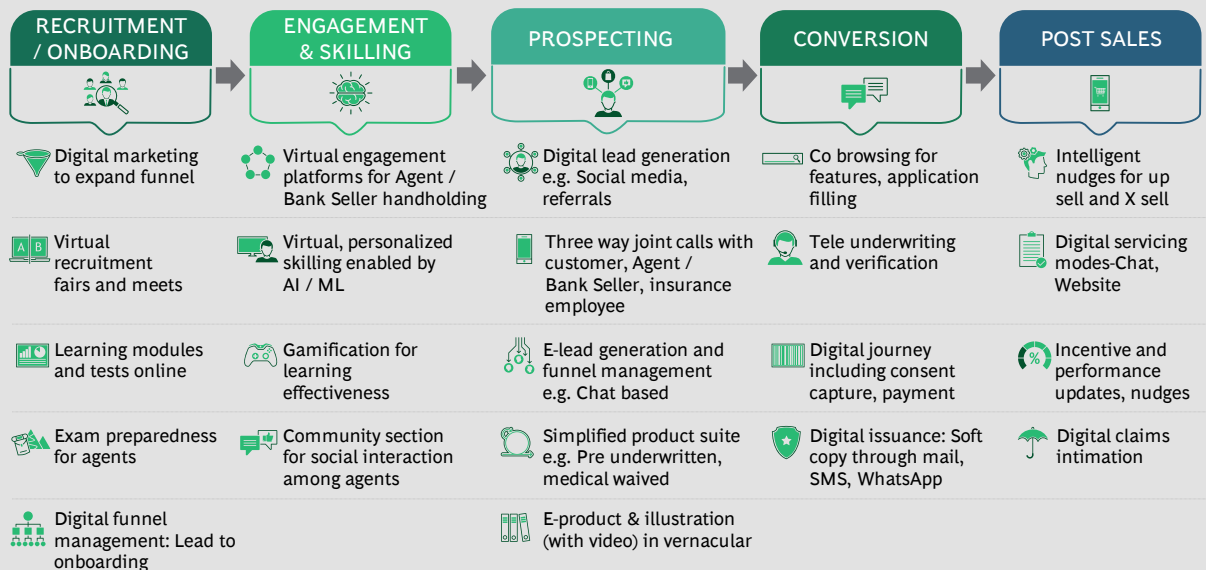 RECRUITMENT
/ ONBOARDING
ENGAGEMENT
& SKILLING
PROSPECTING
CONVERSION
POST SALES
Digital marketing
to expand funnel
Virtual engagement
platforms for Agent /
Bank Seller handholding
Digital lead generation
e.g. Social media,
referrals
Co browsing for
features, application
filling
Intelligent
nudges for up
sell and X sell
A B
Virtual
recruitment
fairs and meets
Virtual, personalized
skilling enabled by
AI / ML
Three way joint calls with
customer, Agent /
Bank Seller, insurance
employee
Tele underwriting
and verification
Digital servicing
modes-Chat,
Website
Learning modules
and tests online
Gamification for
learning
effectiveness
E-lead generation and
funnel management
e.g. Chat based
Digital journey
including consent
capture, payment
%
Incentive and
performance
updates, nudges
Exam preparedness
for agents
Community section
for social interaction
among agents
Simplified product suite
e.g. Pre underwritten,
medical waived
Digital issuance: Soft
copy through mail,
SMS, WhatsApp
Digital claims
intimation
Digital funnel
management: Lead to
onboarding
E-product & illustration
(with video) in vernacular